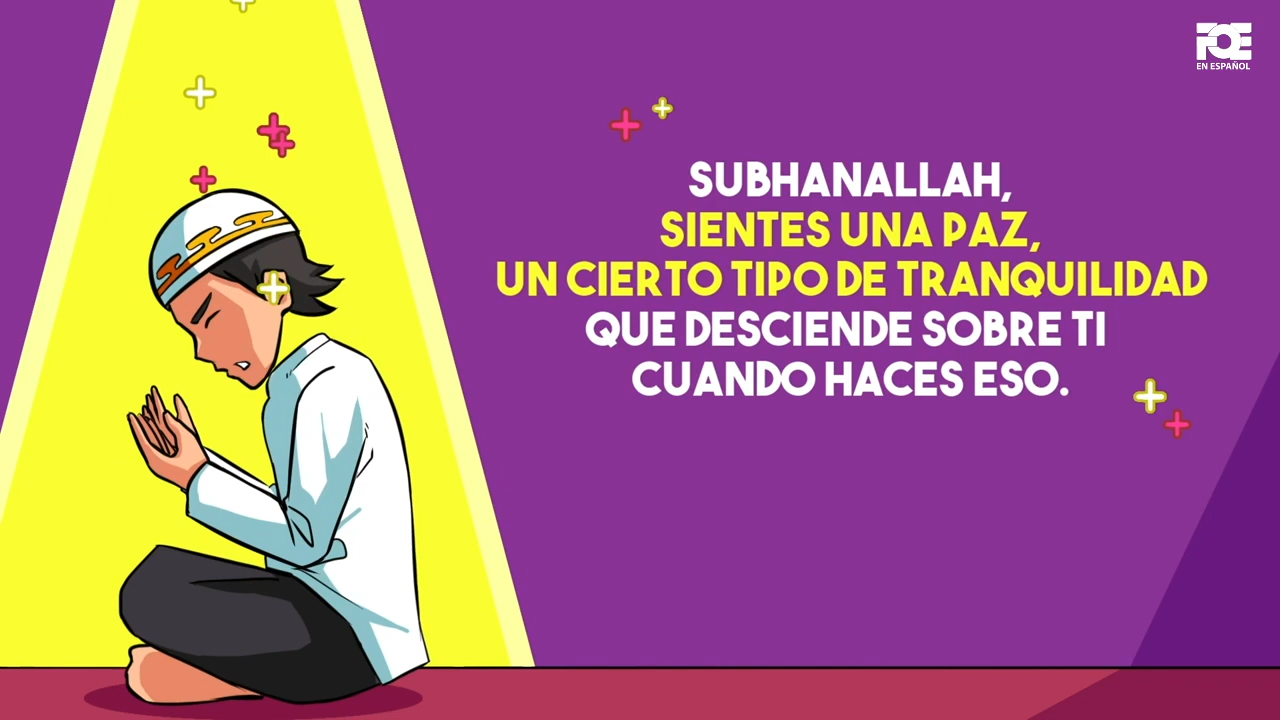 FOE
EN ESPAÑOL
SUBHANALLAH,
SIENTES UNA PAZ,
UN CIERTO TIPO DE TRANQUILIDAD
QUE DESCIENDE SOBRE TI
CUANDO HACES ESO.